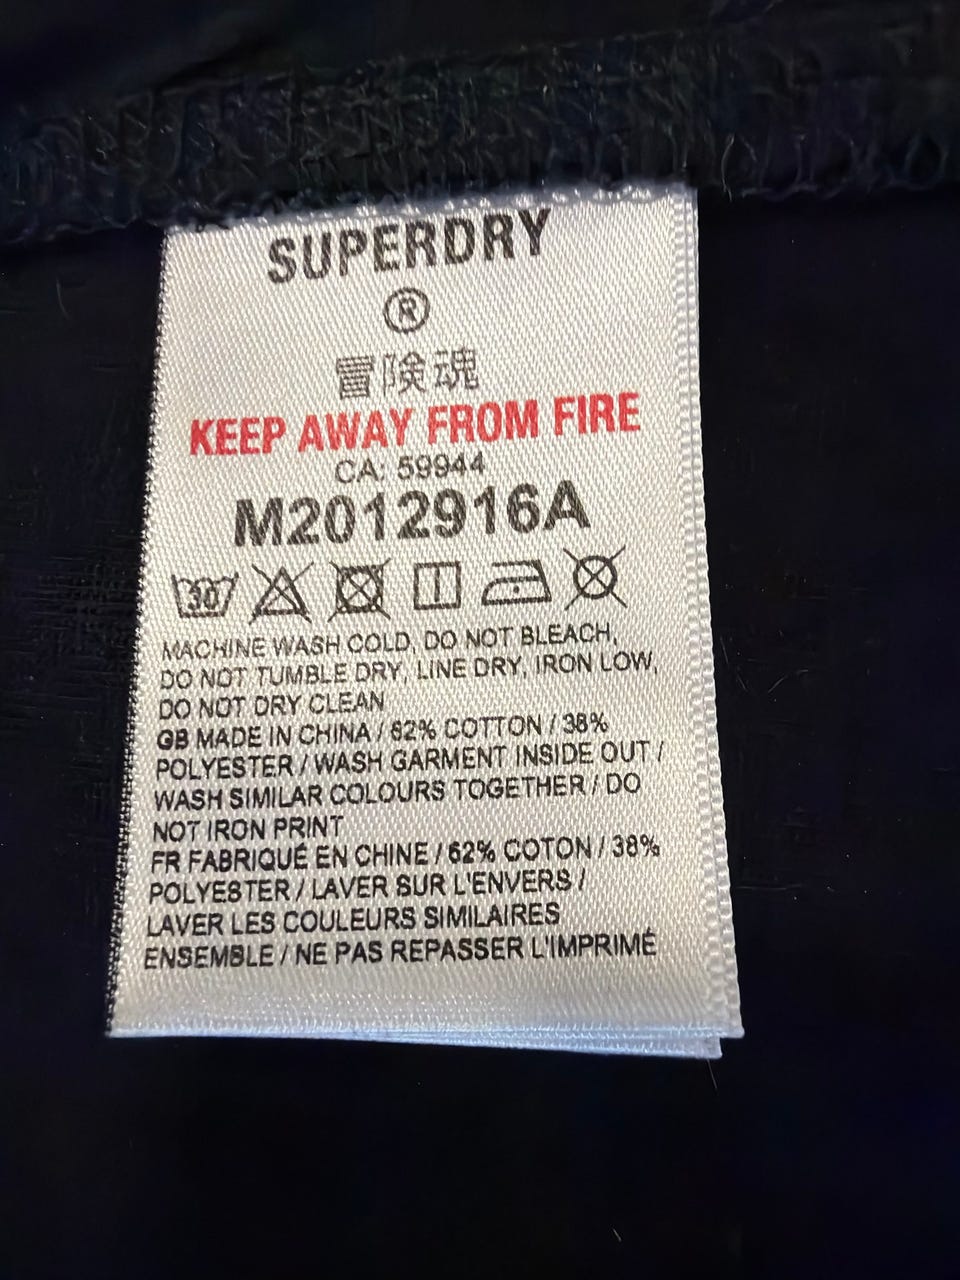 SUPERDRY
®
冒険魂
KEEP AWAY FROM FIRE
CA: 59944
M2012916A
30
MACHINE WASH COLD, DO NOT BLEACH,
DO NOT TUMBLE DRY, LINE DRY, IRON LOW,
DO NOT DRY CLEAN
GB MADE IN CHINA / 62% COTTON / 38%
POLYESTER / WASH GARMENT INSIDE OUT /
WASH SIMILAR COLOURS TOGETHER / DO
NOT IRON PRINT
FR FABRIQUÉ EN CHINE / 62% COTON / 38%
POLYESTER / LAVER SUR L'ENVERS /
LAVER LES COULEURS SIMILAIRES
ENSEMBLE / NE PAS REPASSER L'IMPRIMÉ